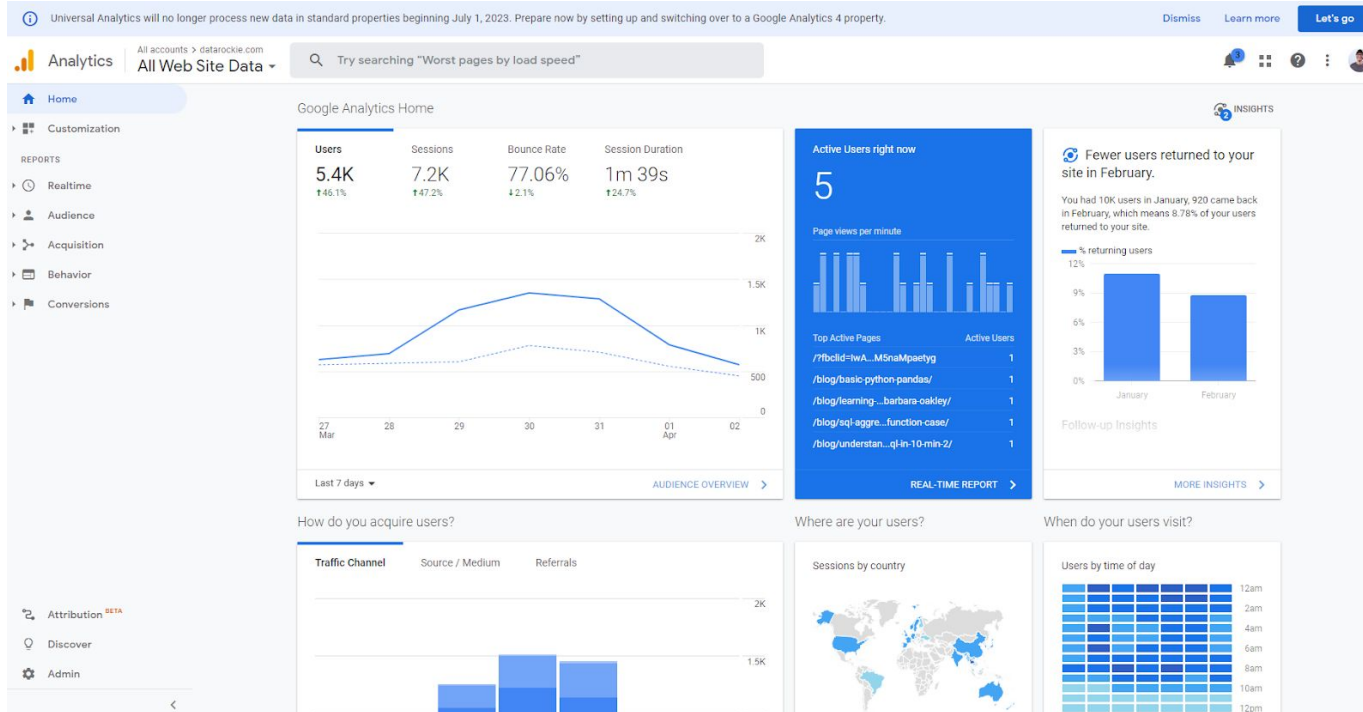 Universal Analytics will no longer process new data in standard properties beginning July 1, 2023. Prepare now by setting up and switching over to a Google Analytics 4 property.
Dismiss
Learn more
Let's go
Analytics
All accounts > datarockie.com
All Web Site Data
Try searching "Worst pages by load speed"
3
Home
Customization
REPORTS
Realtime
Audience
Acquisition
Behavior
Conversions
Attribution BETA
Discover
Admin
Google Analytics Home
2 INSIGHTS
Users
5.4K
↑46.1%
Sessions
7.2K
↑47.2%
Bounce Rate
77.06%
↓2.1%
Session Duration
1m 39s
↑24.7%
2K
1.5K
1K
500
0
27 Mar
28
29
30
31
01 Apr
02
Last 7 days
AUDIENCE OVERVIEW
Active Users right now
5
Page views per minute
Top Active Pages Active Users
/?fbclid=IwA...M5naMpaetyg 1
/blog/basic-python-pandas/ 1
/blog/learning-...barbara-oakley/ 1
/blog/sql-aggre...function-case/ 1
/blog/understan...ql-in-10-min-2/ 1
REAL-TIME REPORT
Fewer users returned to your
site in February.
You had 10K users in January, 920 came back
in February, which means 8.78% of your users
returned to your site.
% returning users
12%
9%
6%
3%
0%
January
February
Follow-up Insights
MORE INSIGHTS
How do you acquire users?
Traffic Channel
Source / Medium
Referrals
2K
1.5K
Where are your users?
Sessions by country
When do your users visit?
Users by time of day
12am
2am
4am
6am
8am
10am
12pm